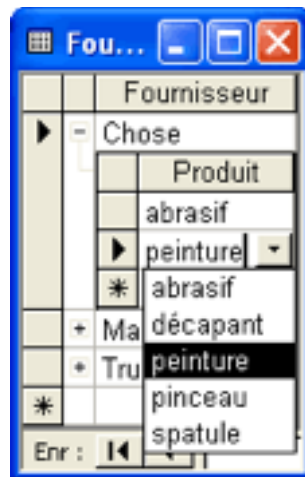 Fou...
Fournisseur
Chose
Produit
abrasif
peinture
abrasif
Ma décapant
Tru peinture
pinceau
spatule
Enr :